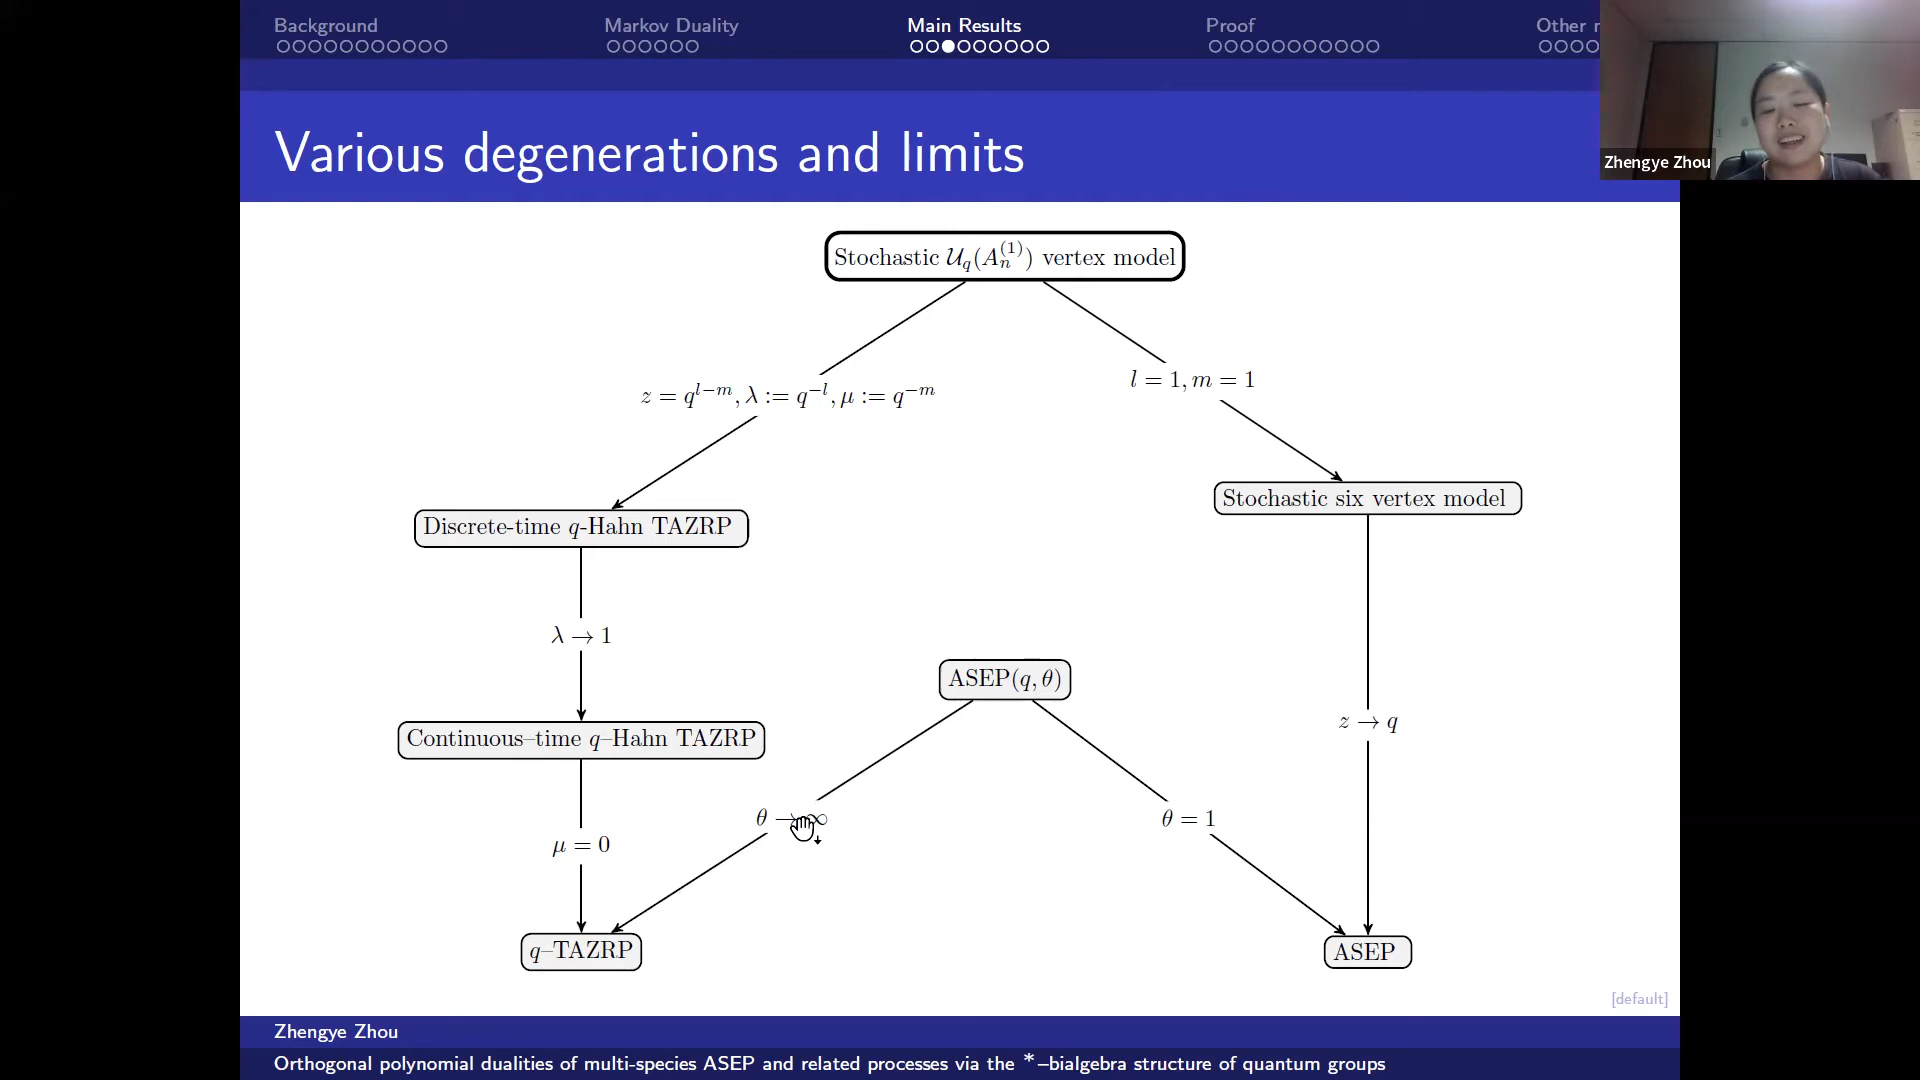 Background Markov Duality Main Results Proof Other
Various degenerations and limits
Zhengye Zhou
Stochastic 𝒰_q(A_n^{(1)}) vertex model
z = q^{l−m}, λ := q^{−l}, μ := q^{−m}
l = 1, m = 1
Discrete-time q-Hahn TAZRP
Stochastic six vertex model
λ → 1
ASEP(q, θ)
z → q
Continuous–time q–Hahn TAZRP
θ → ∞
θ = 1
μ = 0
q–TAZRP
ASEP
[default]
Zhengye Zhou
Orthogonal polynomial dualities of multi-species ASEP and related processes via the *–bialgebra structure of quantum groups